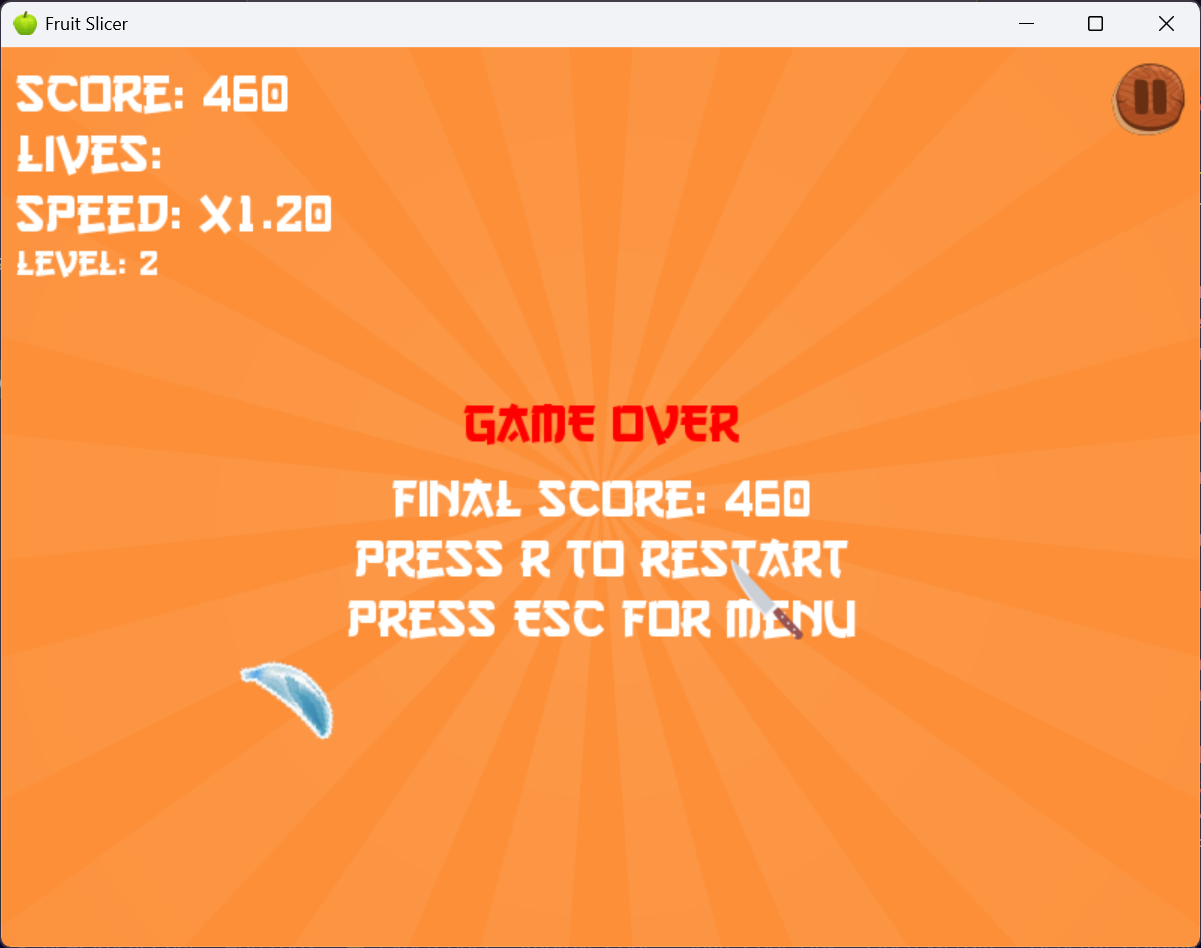 Fruit Slicer
SCORE: 460
LIVES:
SPEED: X1.20
LEVEL: 2
GAME OVER
FINAL SCORE: 460
PRESS R TO RESTART
PRESS ESC FOR MENU